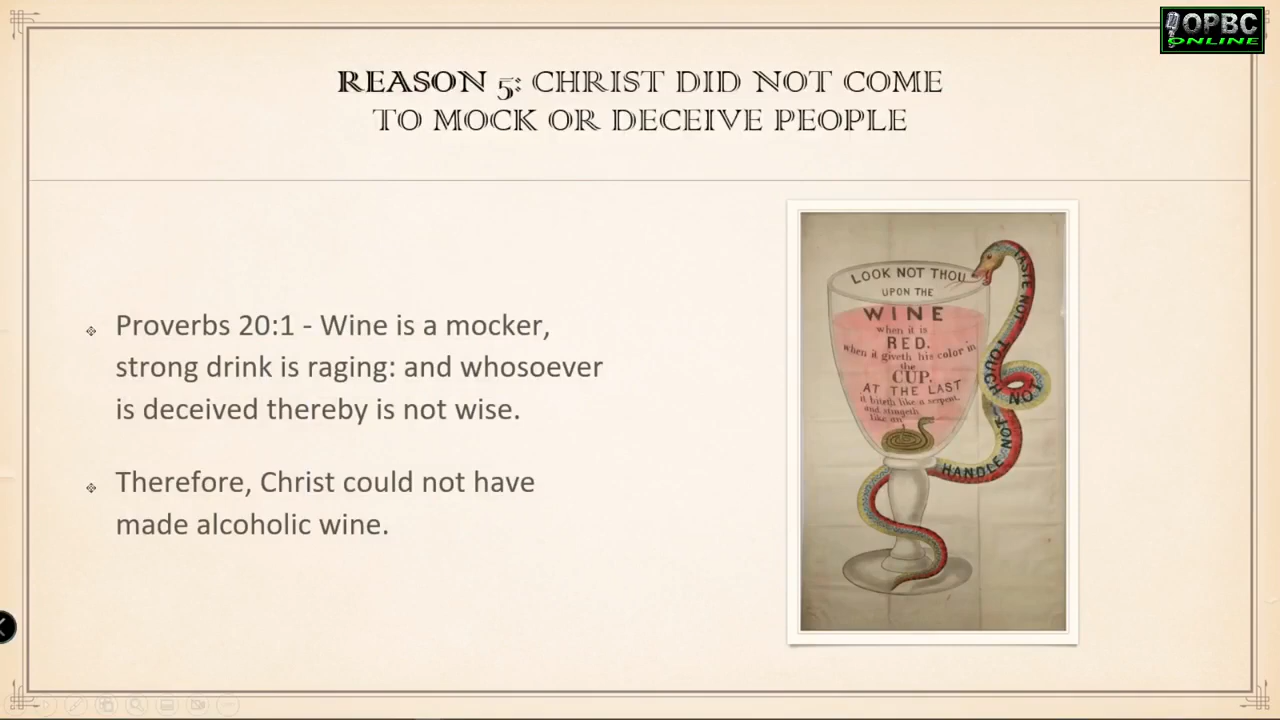 OPBC
ONLINE
REASON 5: CHRIST DID NOT COME
TO MOCK OR DECEIVE PEOPLE
Proverbs 20:1 - Wine is a mocker,
strong drink is raging: and whosoever
is deceived thereby is not wise.
Therefore, Christ could not have
made alcoholic wine.
LOOK NOT THOU
UPON THE
WINE
when it is
RED.
when it giveth his color in
the
CUP.
AT THE LAST
it biteth like a serpent,
and stingeth
like an
TASTE NOT
TOUCH NOT
HANDLE NOT